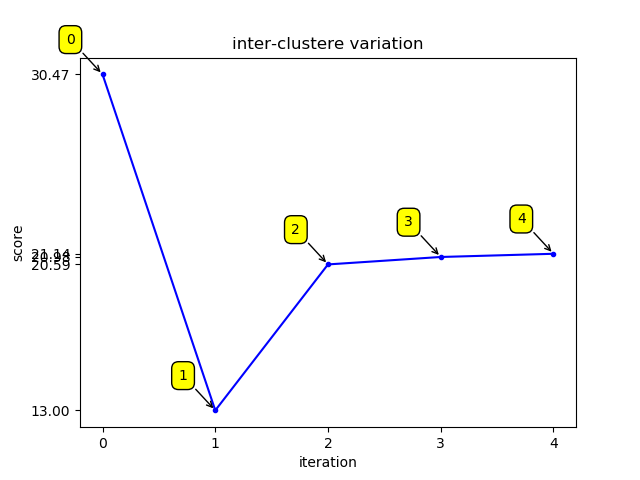 0
inter-clustere variation
30.47
4
3
2
score
21.14
20.59
1
13.00
0 1 2 3 4
iteration